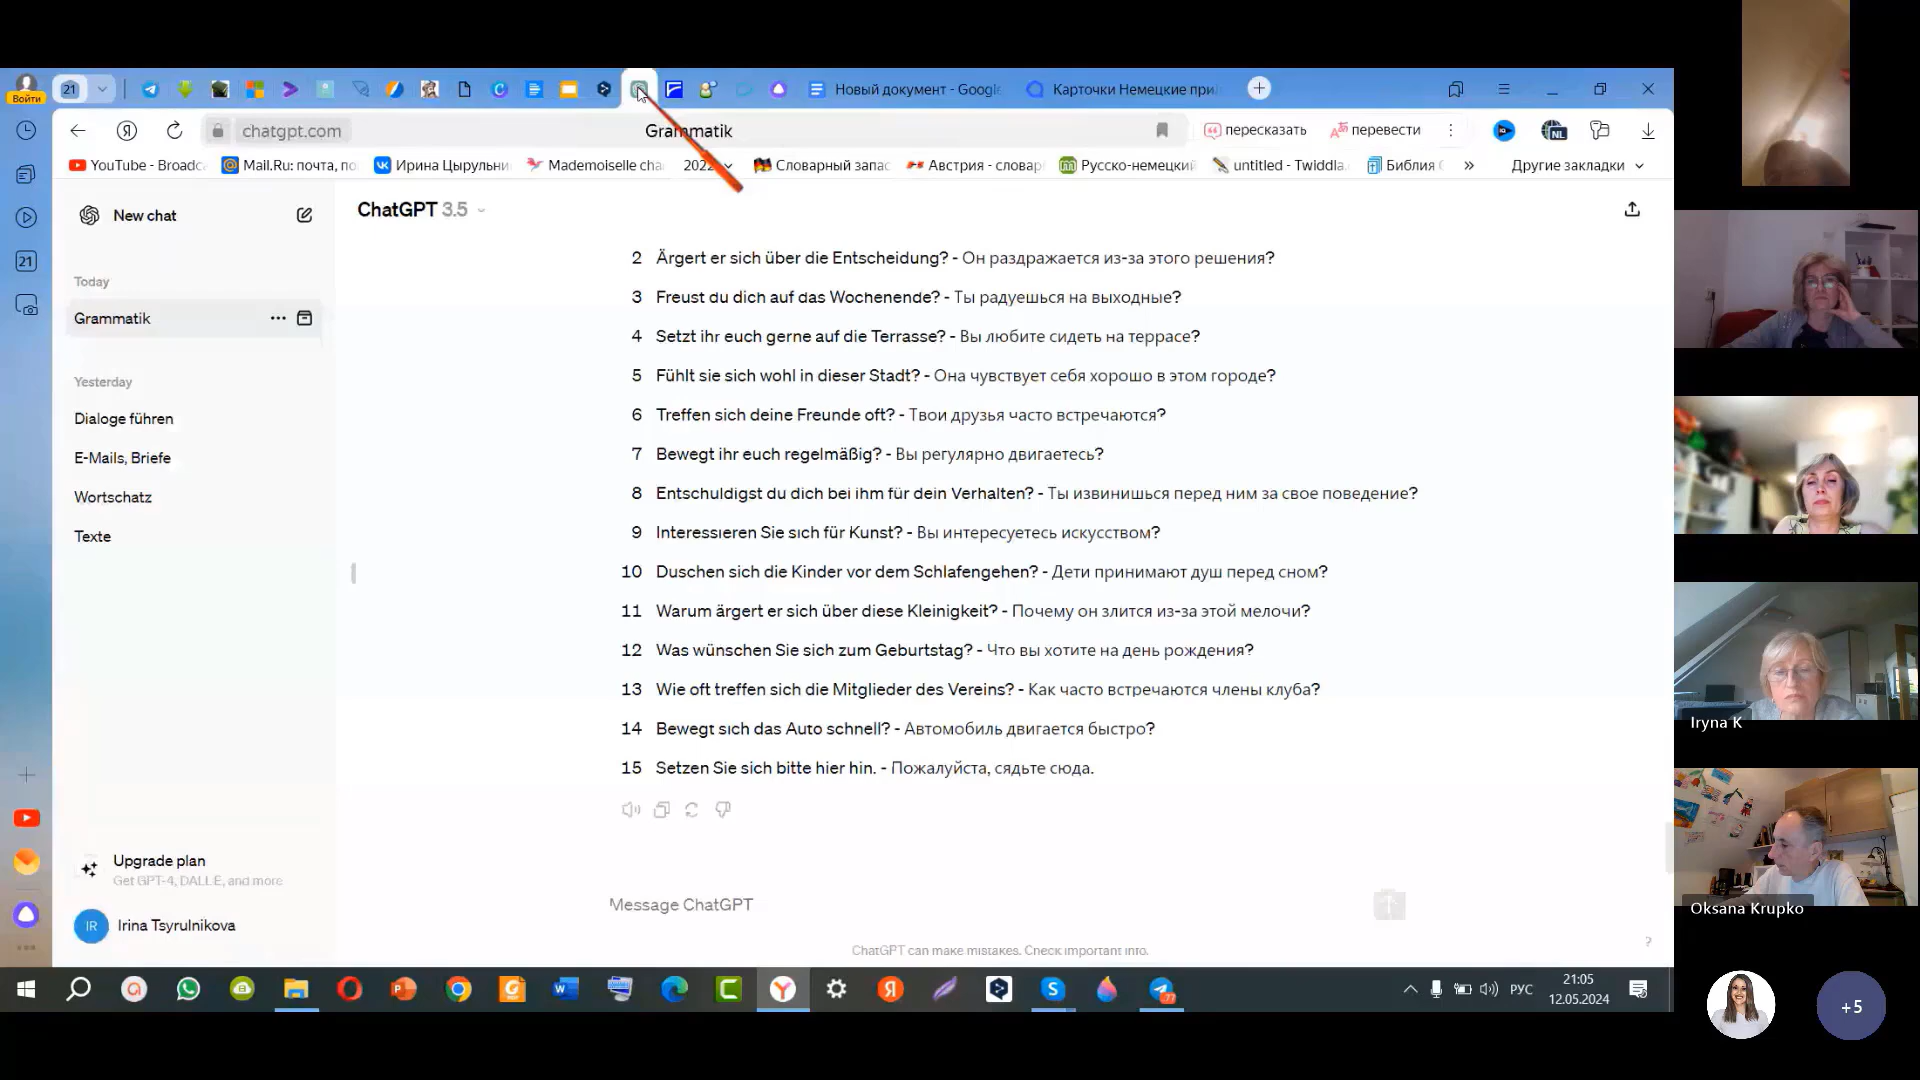 21
Новый документ - Google
Карточки Немецкие при
Войти
chatgpt.com
Grammatik
пересказать
перевести
NL
YouTube - Broadca
Mail.Ru: почта, по
Ирина Цырульни
Mademoiselle cha
2022
Словарный запас
Австрия - словар
Русско-немецкий
untitled - Twiddla
Библия
Другие закладки
21
New chat
ChatGPT 3.5
Today
Grammatik
Yesterday
Dialoge führen
E-Mails, Briefe
Wortschatz
Texte
2 Ärgert er sich über die Entscheidung? - Он раздражается из-за этого решения?
3 Freust du dich auf das Wochenende? - Ты радуешься на выходные?
4 Setzt ihr euch gerne auf die Terrasse? - Вы любите сидеть на террасе?
5 Fühlt sie sich wohl in dieser Stadt? - Она чувствует себя хорошо в этом городе?
6 Treffen sich deine Freunde oft? - Твои друзья часто встречаются?
7 Bewegt ihr euch regelmäßig? - Вы регулярно двигаетесь?
8 Entschuldigst du dich bei ihm für dein Verhalten? - Ты извинишься перед ним за свое поведение?
9 Interessieren Sie sich für Kunst? - Вы интересуетесь искусством?
10 Duschen sich die Kinder vor dem Schlafengehen? - Дети принимают душ перед сном?
11 Warum ärgert er sich über diese Kleinigkeit? - Почему он злится из-за этой мелочи?
12 Was wünschen Sie sich zum Geburtstag? - Что вы хотите на день рождения?
13 Wie oft treffen sich die Mitglieder des Vereins? - Как часто встречаются члены клуба?
14 Bewegt sich das Auto schnell? - Автомобиль двигается быстро?
15 Setzen Sie sich bitte hier hin. - Пожалуйста, сядьте сюда.
Upgrade plan
Get GPT-4, DALL·E, and more
IR
Irina Tsyrulnikova
Message ChatGPT
ChatGPT can make mistakes. Check important info.
?
РУС
21:05
12.05.2024
77
Iryna K
Oksana Krupko
+5